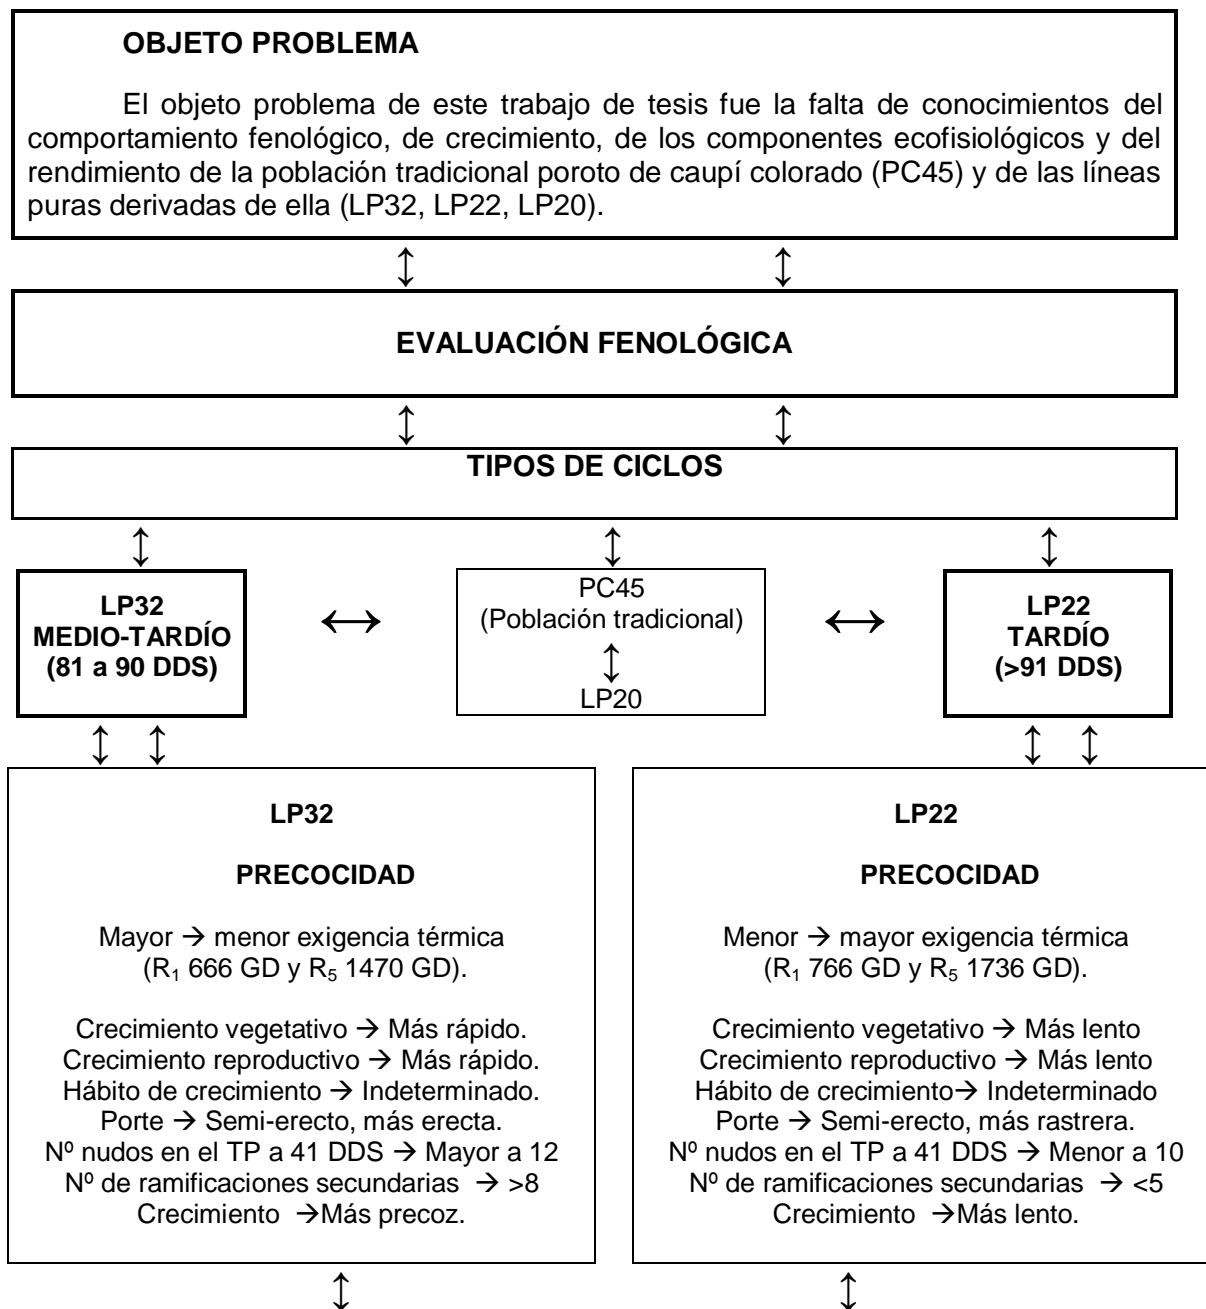 OBJETO PROBLEMA
El objeto problema de este trabajo de tesis fue la falta de conocimientos del
comportamiento fenológico, de crecimiento, de los componentes ecofisiológicos y del
rendimiento de la población tradicional poroto de caupí colorado (PC45) y de las líneas
puras derivadas de ella (LP32, LP22, LP20).
EVALUACIÓN FENOLÓGICA
TIPOS DE CICLOS
LP32
MEDIO-TARDÍO
(81 a 90 DDS)
PC45
(Población tradicional)
LP20
LP22
TARDÍO
(>91 DDS)
LP32
PRECOCIDAD
Mayor → menor exigencia térmica
(R₁ 666 GD y R₅ 1470 GD).
Crecimiento vegetativo → Más rápido.
Crecimiento reproductivo → Más rápido.
Hábito de crecimiento → Indeterminado.
Porte → Semi-erecto, más erecta.
Nº nudos en el TP a 41 DDS → Mayor a 12
Nº de ramificaciones secundarias → >8
Crecimiento →Más precoz.
LP22
PRECOCIDAD
Menor → mayor exigencia térmica
(R₁ 766 GD y R₅ 1736 GD).
Crecimiento vegetativo → Más lento
Crecimiento reproductivo → Más lento
Hábito de crecimiento→ Indeterminado
Porte → Semi-erecto, más rastrera.
Nº nudos en el TP a 41 DDS → Menor a 10
Nº de ramificaciones secundarias → <5
Crecimiento →Más lento.